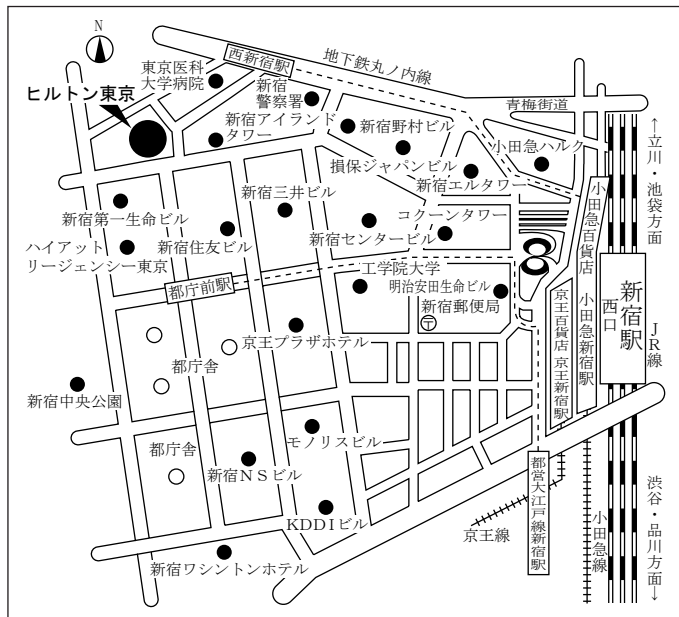 N
地下鉄丸ノ内線
西新宿駅
東京医科
大学病院
新宿
警察署
青梅街道
ヒルトン東京
新宿アイランド
タワー
新宿野村ビル
小田急ハルク
損保ジャパンビル
新宿エルタワー
←立川・池袋方面
新宿三井ビル
新宿第一生命ビル
コクーンタワー
小田急百貨店
新宿住友ビル
新宿センタービル
ハイアット
リージェンシー東京
工学院大学
明治安田生命ビル
都庁前駅
新宿郵便局
〒
京王百貨店
京王新宿駅
小田急新宿駅
新宿駅
西口
JR線
京王プラザホテル
都庁舎
新宿中央公園
モノリスビル
都庁舎
新宿NSビル
都営大江戸線新宿駅
KDDIビル
京王線
小田急線
渋谷・品川方面→
新宿ワシントンホテル